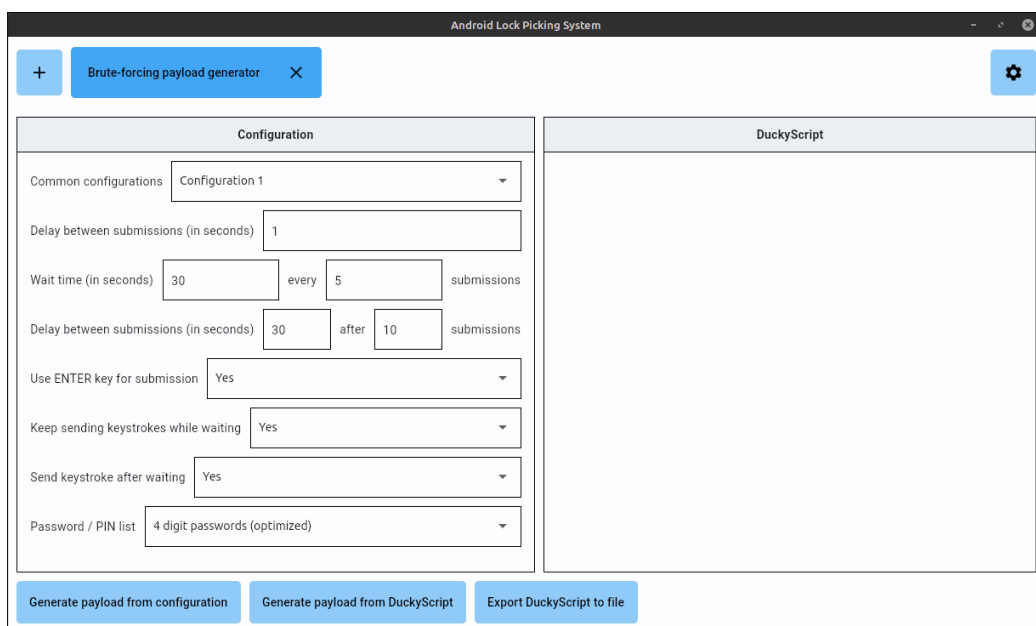 Android Lock Picking System
+ Brute-forcing payload generator
Configuration
Common configurations Configuration 1
Delay between submissions (in seconds) 1
Wait time (in seconds) 30 every 5 submissions
Delay between submissions (in seconds) 30 after 10 submissions
Use ENTER key for submission Yes
Keep sending keystrokes while waiting Yes
Send keystroke after waiting Yes
Password / PIN list 4 digit passwords (optimized)
DuckyScript
Generate payload from configuration Generate payload from DuckyScript Export DuckyScript to file